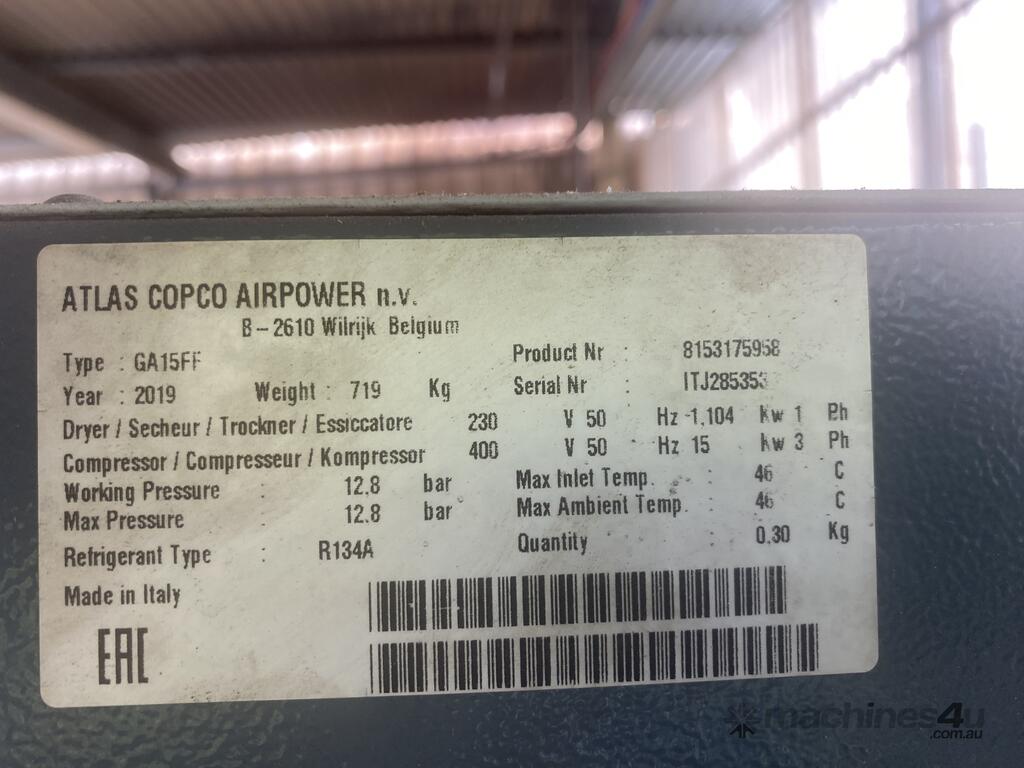 ATLAS COPCO AIRPOWER n.v.
B-2610 Wilrijk Belgium
Type : GA15FF
Product Nr : 8153175958
Year : 2019 Weight : 719 Kg
Serial Nr : ITJ285353
Dryer / Secheur / Trockner / Essiccatore 230 V 50 Hz 1,104 kw 1 Ph
Compressor / Compresseur / Kompressor 400 V 50 Hz 15 kw 3 Ph
Working Pressure : 12.8 bar
Max Inlet Temp. : 46 C
Max Pressure : 12.8 bar
Max Ambient Temp. : 46 C
Refrigerant Type : R134A
Quantity : 0.30 Kg
Made in Italy
EAC
machines4u
.com.au